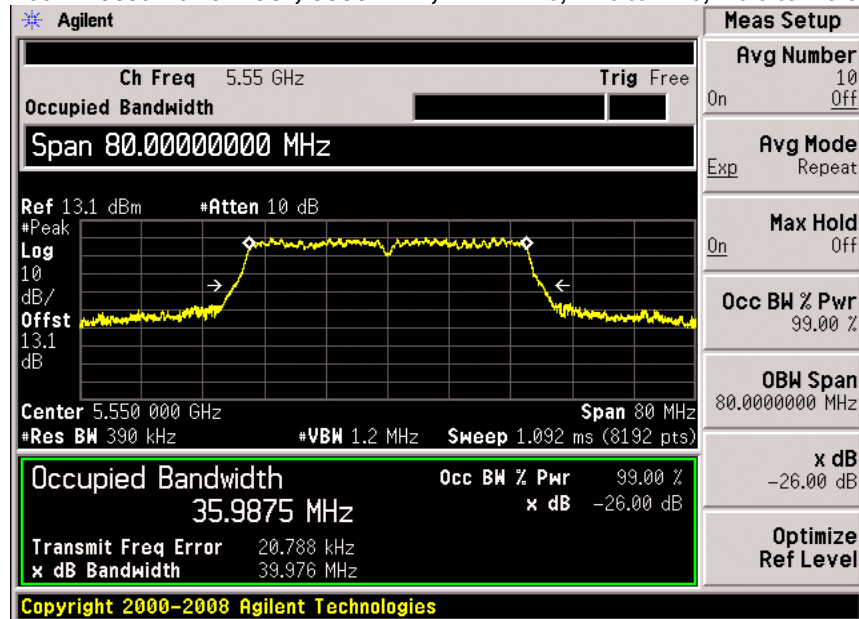 Agilent
Meas Setup
Ch Freq 5.55 GHz
Trig Free
Occupied Bandwidth
Span 80.00000000 MHz
Ref 13.1 dBm
#Atten 10 dB
#Peak
Log
10
dB/
Offst
13.1
dB
Center 5.550 000 GHz
Span 80 MHz
#Res BW 390 kHz
#VBW 1.2 MHz
Sweep 1.092 ms (8192 pts)
Occupied Bandwidth
35.9875 MHz
Occ BW % Pwr 99.00 %
x dB -26.00 dB
Transmit Freq Error 20.788 kHz
x dB Bandwidth 39.976 MHz
Copyright 2000-2008 Agilent Technologies
Avg Number
10
On Off
Avg Mode
Exp Repeat
Max Hold
On Off
Occ BW % Pwr
99.00 %
OBW Span
80.0000000 MHz
x dB
-26.00 dB
Optimize
Ref Level